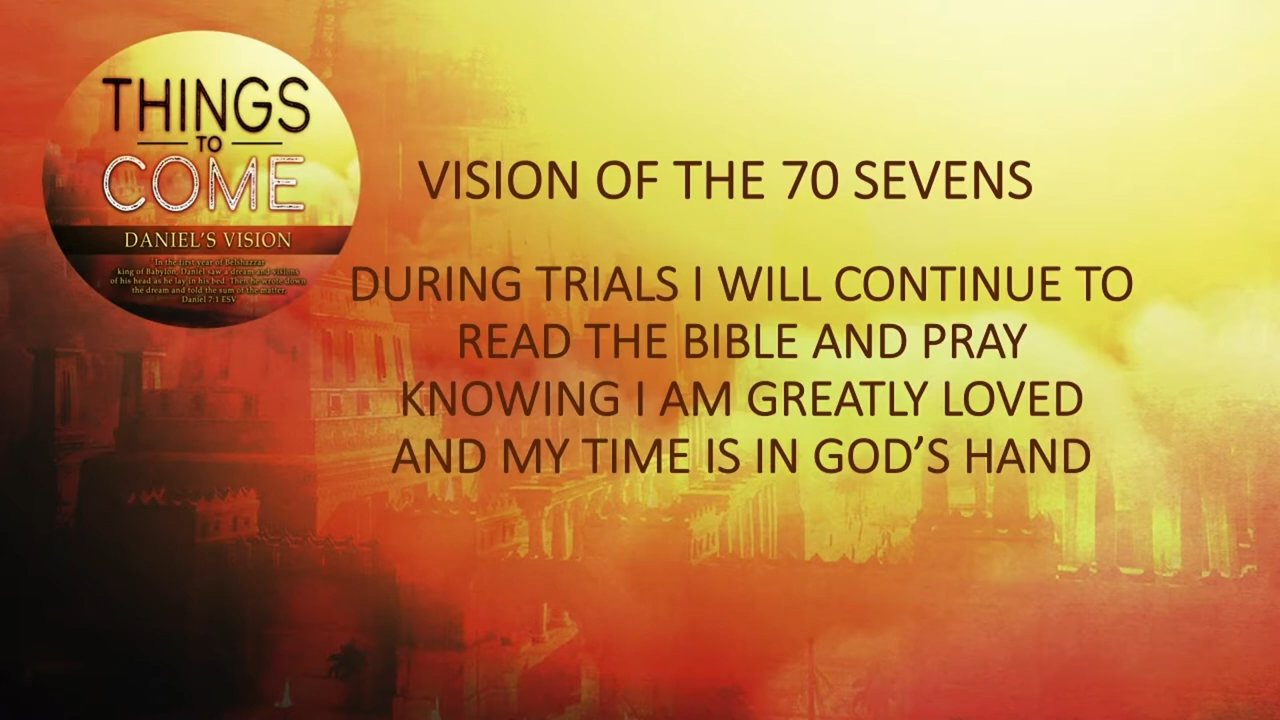 THINGS
TO
COME
DANIEL'S VISION
In the first year of Belshazzar
king of Babylon, Daniel saw a dream and visions
of his head as he lay in his bed. Then he wrote down
the dream and told the sum of the matter.
Daniel 7:1 ESV
VISION OF THE 70 SEVENS
DURING TRIALS I WILL CONTINUE TO
READ THE BIBLE AND PRAY
KNOWING I AM GREATLY LOVED
AND MY TIME IS IN GOD'S HAND